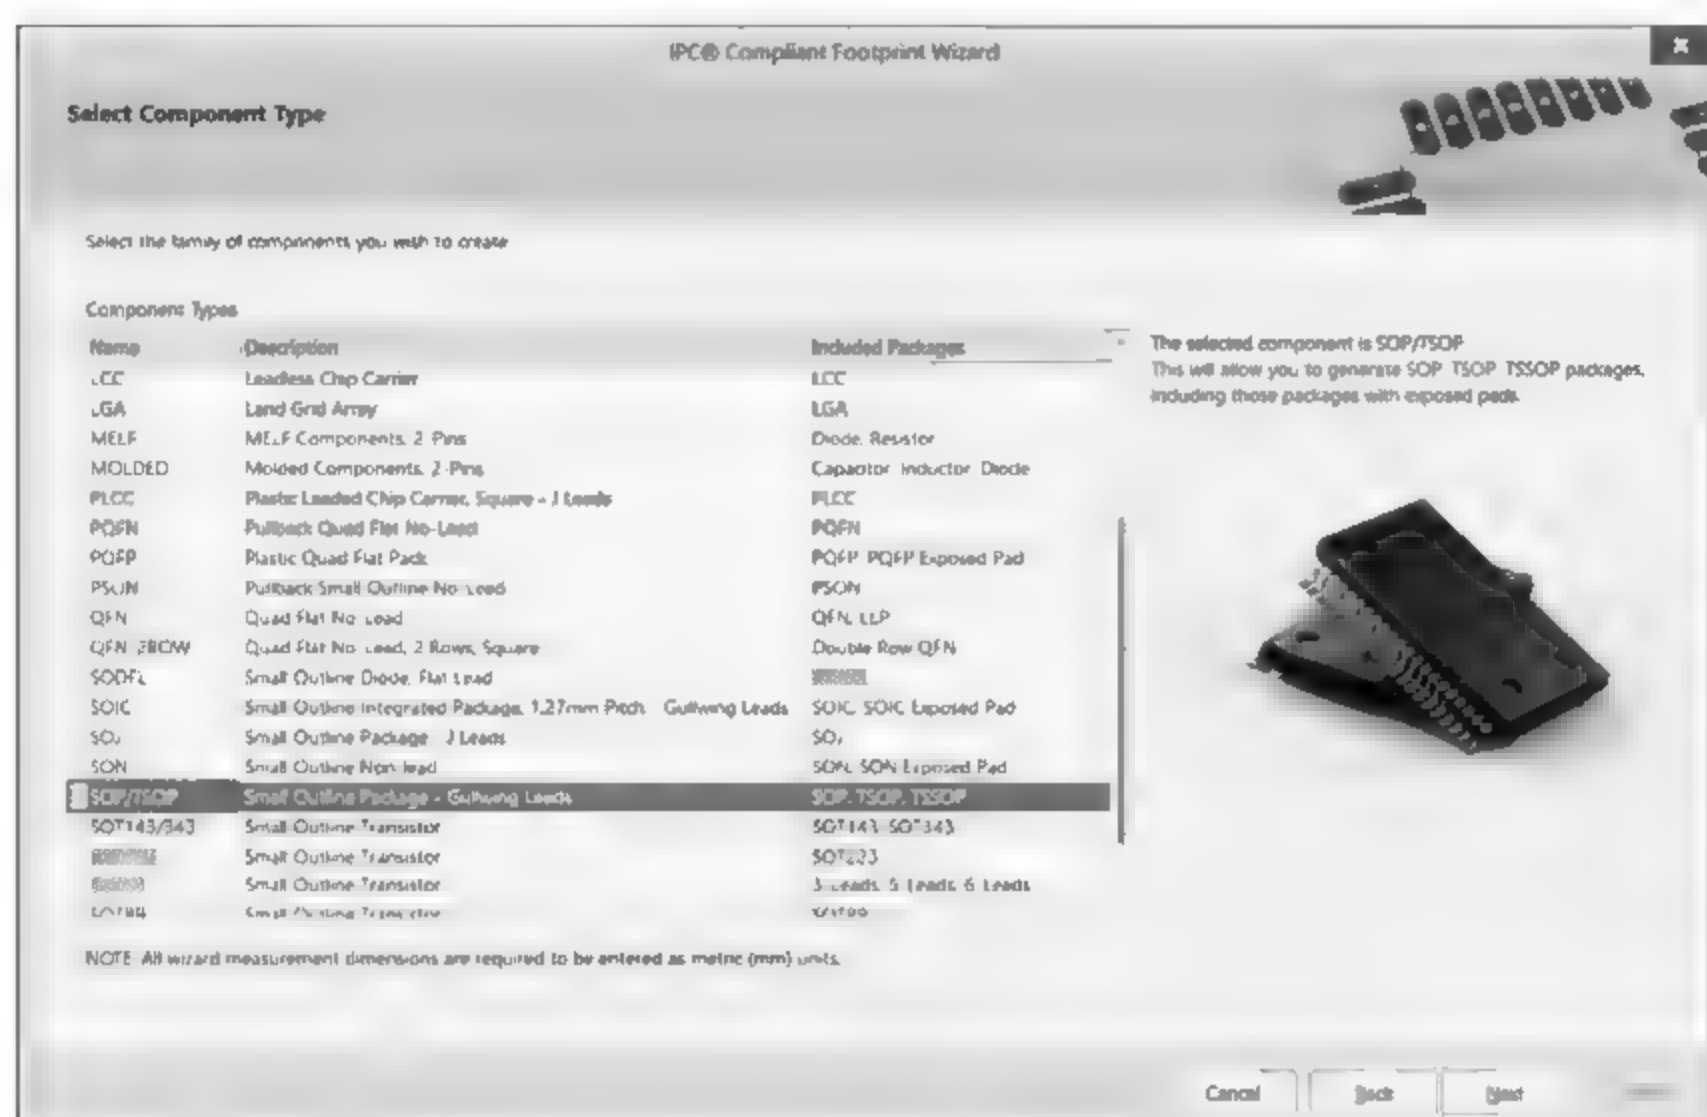 IPC® Compliant Footprint Wizard
Select Component Type
Select the family of components you wish to create
Component Types
Name Description Included Packages
LCC Leadless Chip Carrier LCC
LGA Land Grid Array LGA
MELF MELF Components, 2-Pins Diode, Resistor
MOLDED Molded Components, 2-Pins Capacitor, Inductor, Diode
PLCC Plastic Leaded Chip Carrier, Square - J Leads PLCC
PQFN Pullback Quad Flat No-Lead PQFN
PQFP Plastic Quad Flat Pack PQFP, PQFP Exposed Pad
PSON Pullback Small Outline No-Lead PSON
QFN Quad Flat No-Lead QFN, LLP
QFN-2ROW Quad Flat No-Lead, 2 Rows, Square Double Row QFN
SODFL Small Outline Diode, Flat Lead
SOIC Small Outline Integrated Package, 1.27mm Pitch - Gullwing Leads SOIC, SOIC Exposed Pad
SOJ Small Outline Package - J Leads SOJ
SON Small Outline Non-lead SON, SON Exposed Pad
SOP/TSOP Small Outline Package - Gullwing Leads SOP, TSOP, TSSOP
SOT143/343 Small Outline Transistor SOT143, SOT343
Small Outline Transistor SOT223
Small Outline Transistor 3-Leads, 5-Leads, 6-Leads
Small Outline Transistor
NOTE: All wizard measurement dimensions are required to be entered as metric (mm) units.
The selected component is SOP/TSOP
This will allow you to generate SOP, TSOP, TSSOP packages,
including those packages with exposed pads.
Cancel Back Next